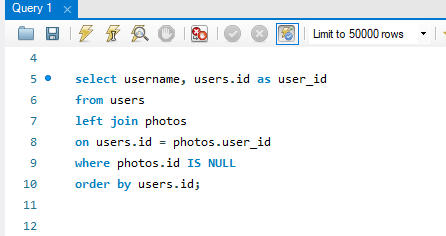 Query 1
Limit to 50000 rows
4
5 select username, users.id as user_id
6 from users
7 left join photos
8 on users.id = photos.user_id
9 where photos.id IS NULL
10 order by users.id;
11
12